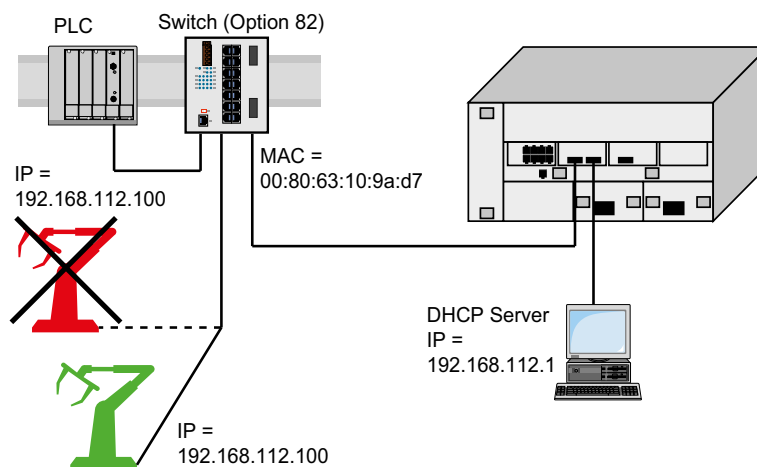 PLC
Switch (Option 82)
MAC =
00:80:63:10:9a:d7
IP =
192.168.112.100
DHCP Server
IP =
192.168.112.1
IP =
192.168.112.100